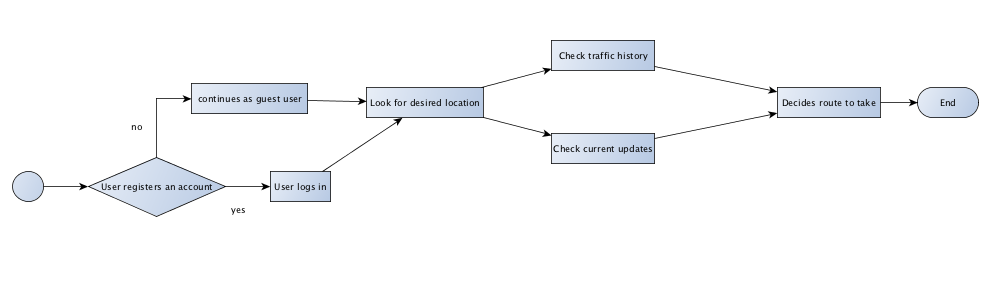 Check traffic history
continues as guest user
Look for desired location
Decides route to take
End
no
Check current updates
User registers an account
User logs in
yes